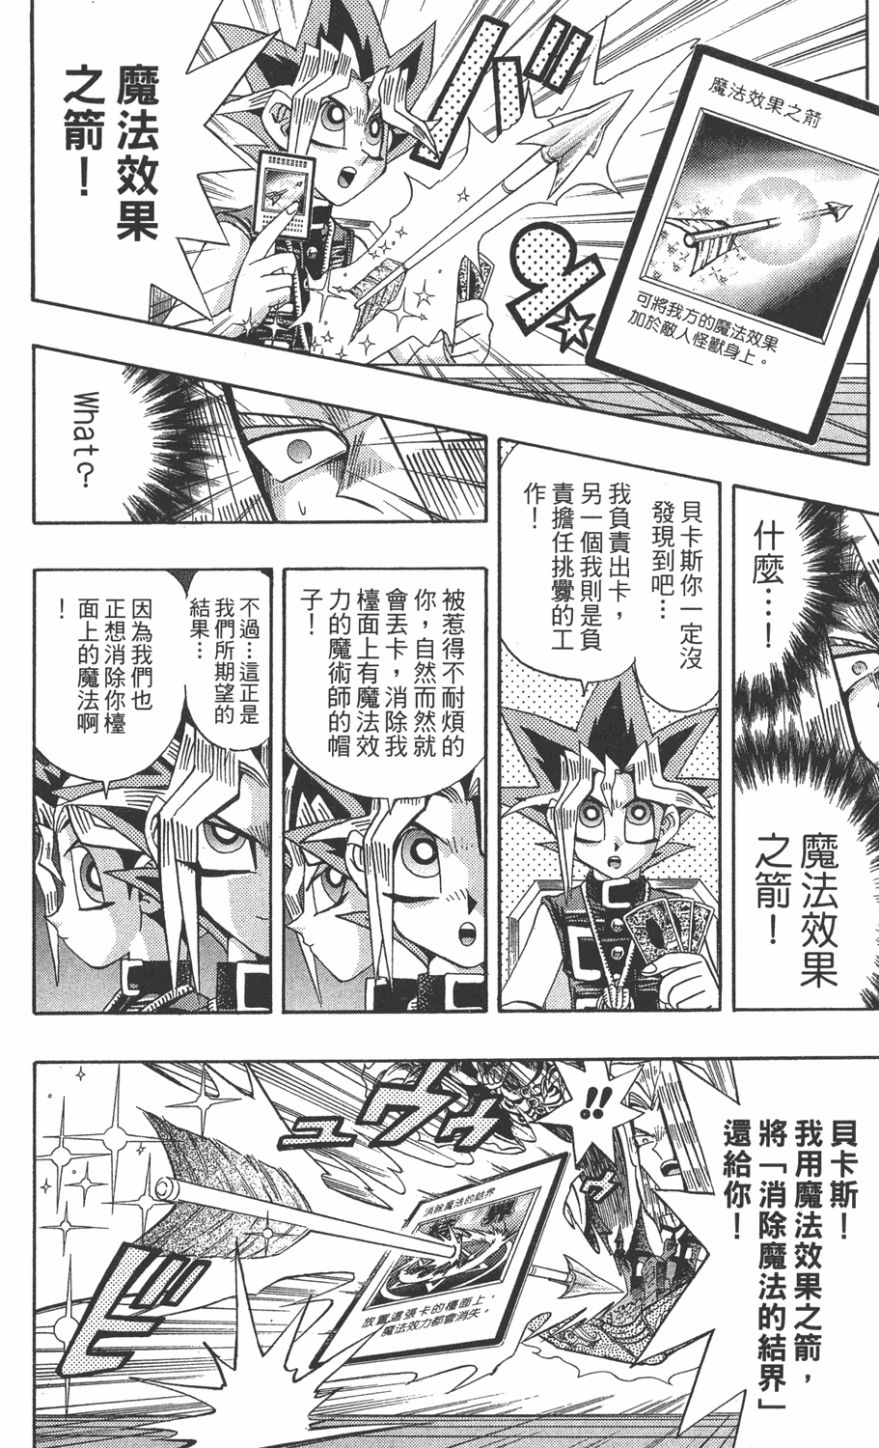 魔法效果之箭
可將我方的魔法效果
加於敵人怪獸身上。
バン
魔法效果
之箭！
什麼…！
魔法效果
之箭！
貝卡斯你一定沒
發現到吧…
我負責出卡，
另一個我則是負
責擔任挑釁的工
作！
What?
被惹得不耐煩的
你，自然而然就
會丟卡，消除我
檯面上有魔法效
力的魔術師的帽
子！
不過…這正是
我們所期望的
結果…
因為我們也
正想消除你檯
面上的魔法啊
！
貝卡斯！
我用魔法效果之箭，
將「消除魔法的結界」
還給你！
!!
消除魔法的結界
放置這張卡的檯面上，
魔法效力都會消失。